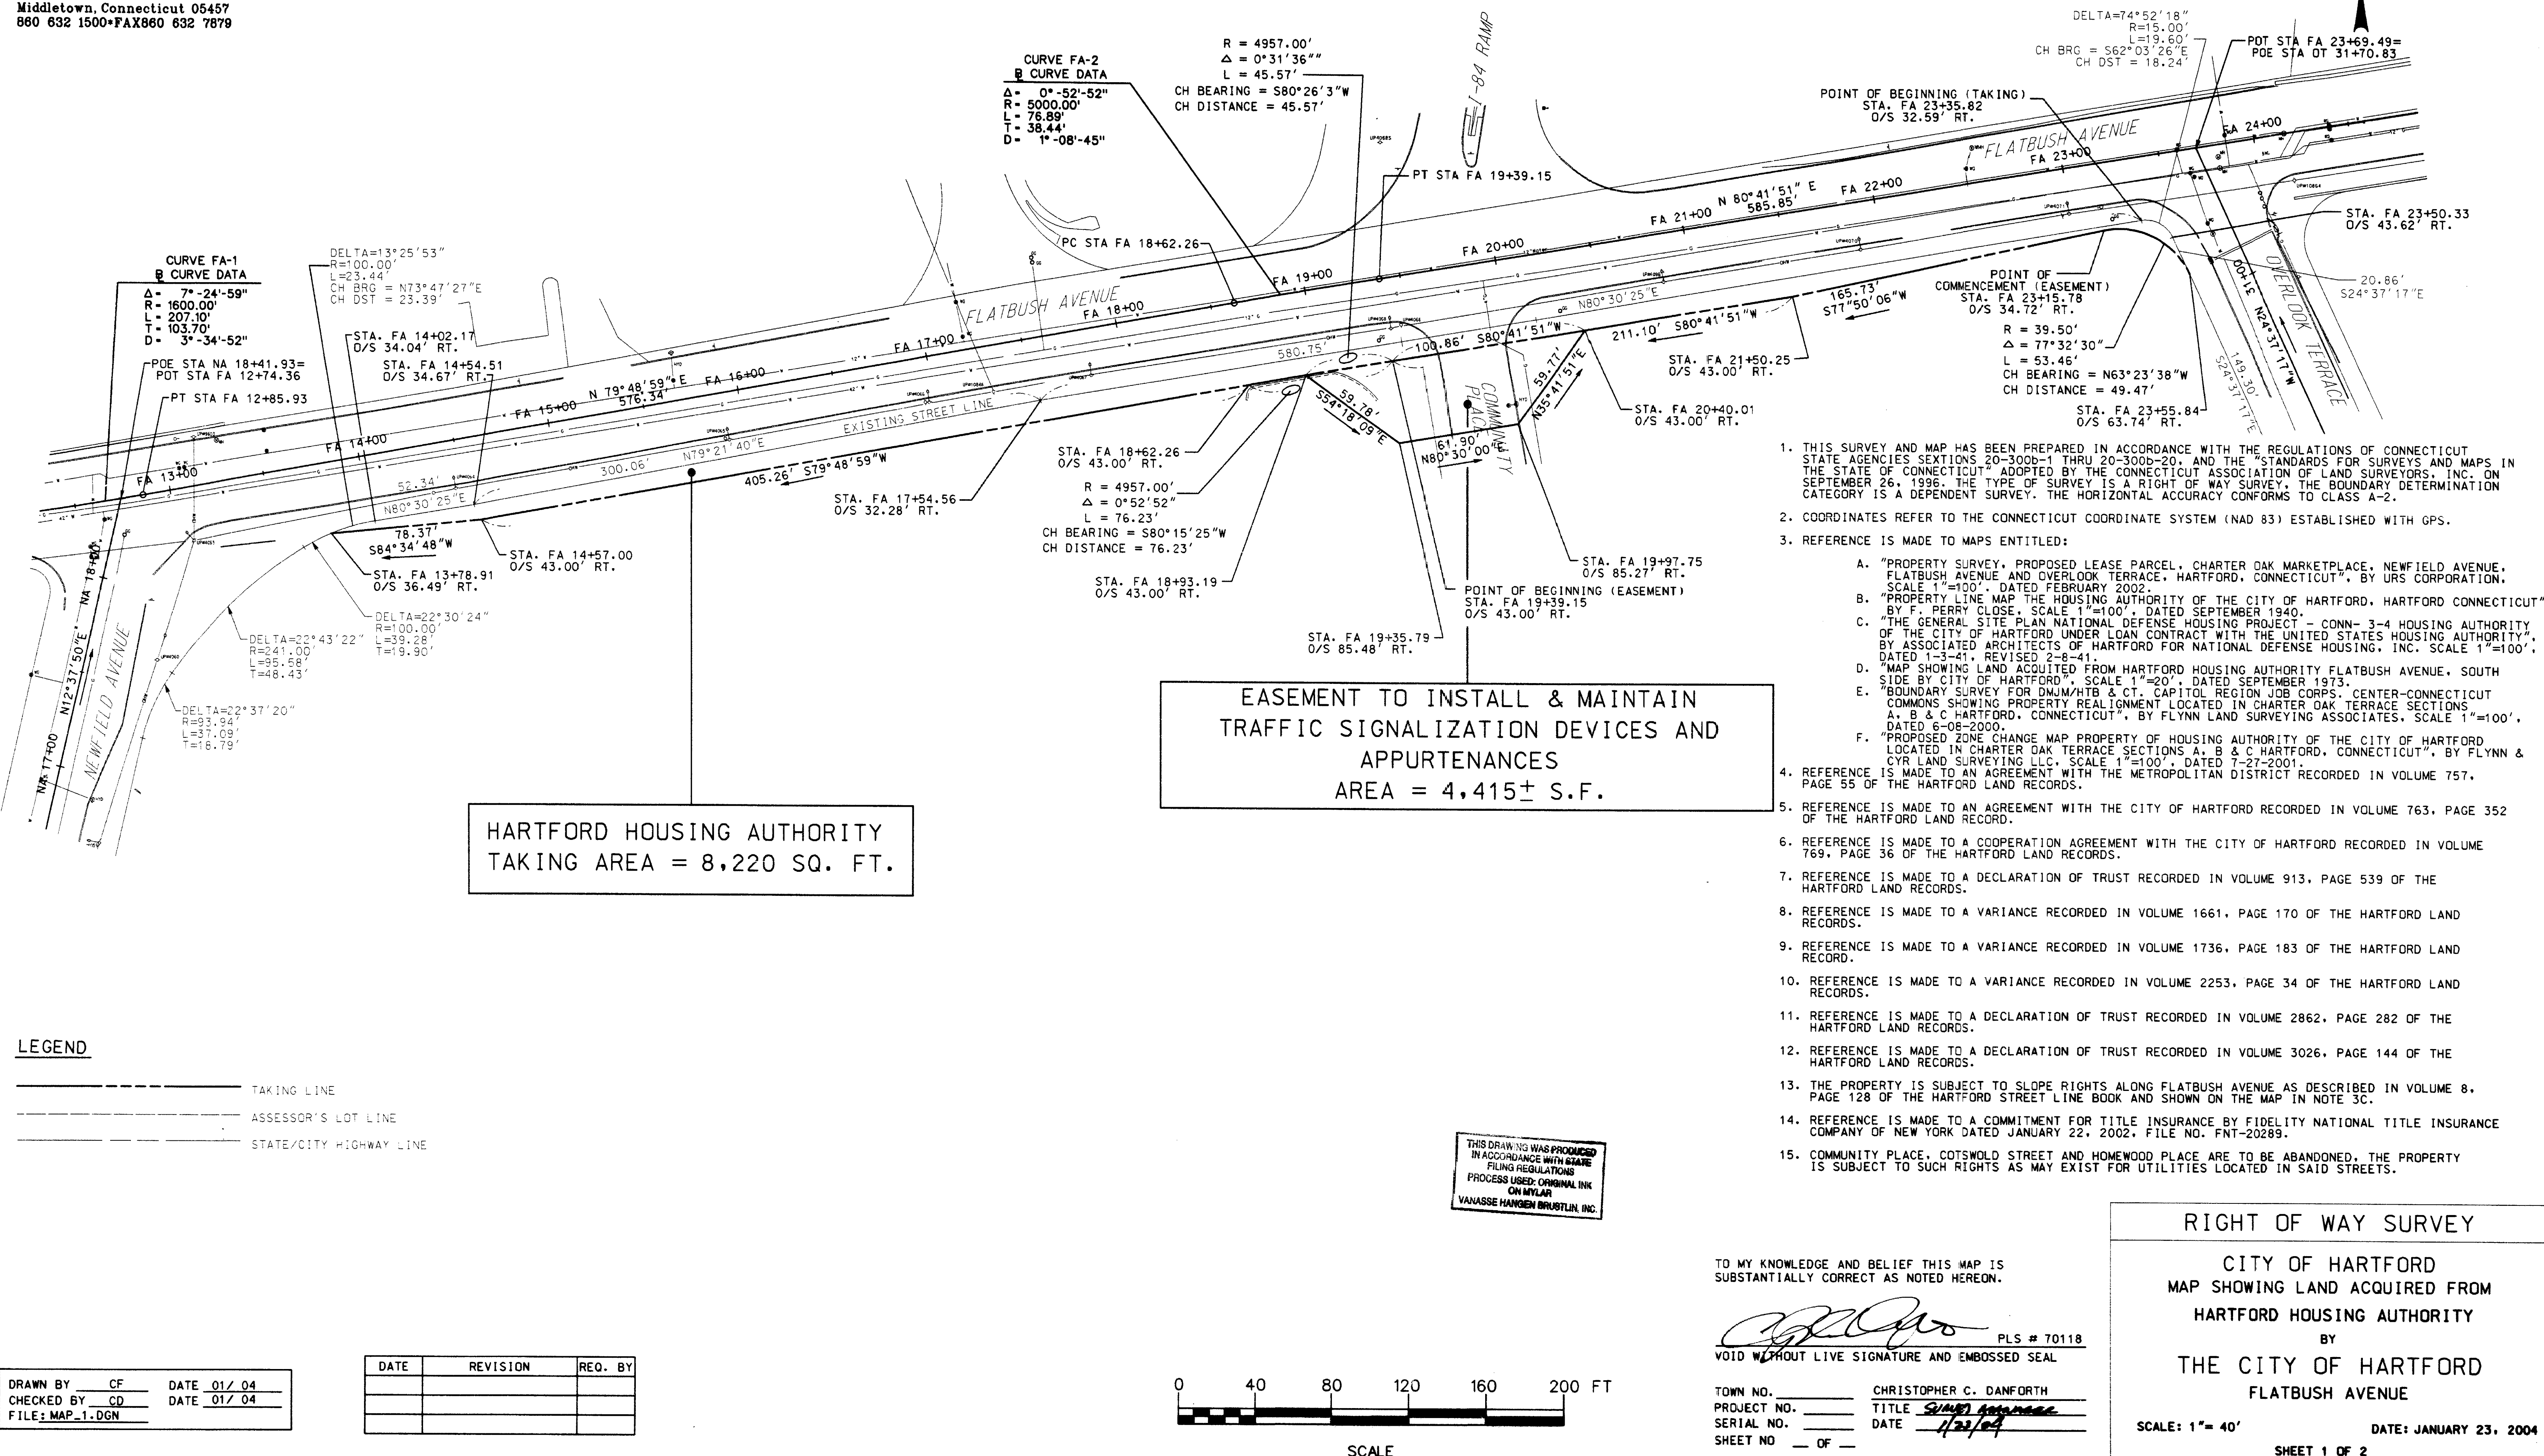 Middletown, Connecticut 05457
860 632 1500*FAX860 632 7879
CURVE FA-1
B CURVE DATA
Δ= 7°-24'-59"
R= 1600.00'
L= 207.10'
T= 103.70'
D= 3°-34'-52"
POE STA NA 18+41.93=
POT STA FA 12+74.36
PT STA FA 12+85.93
DELTA=13°25'53"
R=100.00'
L=23.44'
CH BRG = N73°47'27"E
CH DST = 23.39'
STA. FA 14+02.17
O/S 34.04' RT.
STA. FA 14+54.51
O/S 34.67' RT.
CURVE FA-2
B CURVE DATA
Δ= 0°-52'-52"
R= 5000.00'
L= 76.89'
T= 38.44'
D= 1°-08'-45"
R = 4957.00'
Δ = 0°31'36""
L = 45.57'
CH BEARING = S80°26'3"W
CH DISTANCE = 45.57'
I-84 RAMP
PT STA FA 19+39.15
PC STA FA 18+62.26
DELTA=74°52'18"
R=15.00'
L=19.60'
CH BRG = S62°03'26"E
CH DST = 18.24'
POT STA FA 23+69.49=
POE STA OT 31+70.83
POINT OF BEGINNING (TAKING)
STA. FA 23+35.82
O/S 32.59' RT.
FLATBUSH AVENUE
FA 24+00
FA 23+00
FA 22+00
N 80°41'51" E
585.85'
FA 21+00
FA 20+00
FA 19+00
FLATBUSH AVENUE
FA 18+00
FA 17+00
N 79°48'59" E
576.34'
FA 16+00
FA 15+00
FA 14+00
FA 13+00
EXISTING STREET LINE
STA. FA 23+50.33
O/S 43.62' RT.
20.86'
S24°37'17"E
POINT OF
COMMENCEMENT (EASEMENT)
STA. FA 23+15.78
O/S 34.72' RT.
R = 39.50'
Δ = 77°32'30"
L = 53.46'
CH BEARING = N63°23'38"W
CH DISTANCE = 49.47'
STA. FA 23+55.84
O/S 63.74' RT.
31+00
N24°37'17"W
OVERLOOK TERRACE
149.30'
S24°37'17"E
165.73'
S77°50'06"W
N80°30'25"E
211.10' S80°41'51"W
100.86' S80°41'51"W
580.75'
STA. FA 21+50.25
O/S 43.00' RT.
STA. FA 20+40.01
O/S 43.00' RT.
59.77'
N35°41'51"E
COMMUNITY
PLACE
59.78'
S54°18'09"E
61.90'
N80°30'00"E
STA. FA 18+62.26
O/S 43.00' RT.
R = 4957.00'
Δ = 0°52'52"
L = 76.23'
CH BEARING = S80°15'25"W
CH DISTANCE = 76.23'
STA. FA 18+93.19
O/S 43.00' RT.
STA. FA 19+97.75
O/S 85.27' RT.
POINT OF BEGINNING (EASEMENT)
STA. FA 19+39.15
O/S 43.00' RT.
STA. FA 19+35.79
O/S 85.48' RT.
STA. FA 17+54.56
O/S 32.28' RT.
405.26' S79°48'59"W
300.06'
N79°21'40"E
52.34'
N80°30'25"E
78.37'
S84°34'48"W
STA. FA 14+57.00
O/S 43.00' RT.
STA. FA 13+78.91
O/S 36.49' RT.
DELTA=22°30'24"
R=100.00'
L=39.28'
T=19.90'
DELTA=22°43'22"
R=241.00'
L=95.58'
T=48.43'
DELTA=22°37'20"
R=93.94'
L=37.09'
T=18.79'
NA 18+00
N12°37'50"E
NA 17+00
NEWFIELD AVENUE
HARTFORD HOUSING AUTHORITY
TAKING AREA = 8,220 SQ. FT.
EASEMENT TO INSTALL & MAINTAIN
TRAFFIC SIGNALIZATION DEVICES AND
APPURTENANCES
AREA = 4,415± S.F.
1. THIS SURVEY AND MAP HAS BEEN PREPARED IN ACCORDANCE WITH THE REGULATIONS OF CONNECTICUT
STATE AGENCIES SEXTIONS 20-300b-1 THRU 20-300b-20, AND THE "STANDARDS FOR SURVEYS AND MAPS IN
THE STATE OF CONNECTICUT" ADOPTED BY THE CONNECTICUT ASSOCIATION OF LAND SURVEYORS, INC. ON
SEPTEMBER 26, 1996. THE TYPE OF SURVEY IS A RIGHT OF WAY SURVEY, THE BOUNDARY DETERMINATION
CATEGORY IS A DEPENDENT SURVEY. THE HORIZONTAL ACCURACY CONFORMS TO CLASS A-2.
2. COORDINATES REFER TO THE CONNECTICUT COORDINATE SYSTEM (NAD 83) ESTABLISHED WITH GPS.
3. REFERENCE IS MADE TO MAPS ENTITLED:
A. "PROPERTY SURVEY, PROPOSED LEASE PARCEL, CHARTER OAK MARKETPLACE, NEWFIELD AVENUE,
FLATBUSH AVENUE AND OVERLOOK TERRACE, HARTFORD, CONNECTICUT", BY URS CORPORATION,
SCALE 1"=100', DATED FEBRUARY 2002.
B. "PROPERTY LINE MAP THE HOUSING AUTHORITY OF THE CITY OF HARTFORD, HARTFORD CONNECTICUT"
BY F. PERRY CLOSE, SCALE 1"=100', DATED SEPTEMBER 1940.
C. "THE GENERAL SITE PLAN NATIONAL DEFENSE HOUSING PROJECT - CONN- 3-4 HOUSING AUTHORITY
OF THE CITY OF HARTFORD UNDER LOAN CONTRACT WITH THE UNITED STATES HOUSING AUTHORITY",
BY ASSOCIATED ARCHITECTS OF HARTFORD FOR NATIONAL DEFENSE HOUSING, INC. SCALE 1"=100',
DATED 1-3-41, REVISED 2-8-41.
D. "MAP SHOWING LAND ACQUITED FROM HARTFORD HOUSING AUTHORITY FLATBUSH AVENUE, SOUTH
SIDE BY CITY OF HARTFORD", SCALE 1"=20', DATED SEPTEMBER 1973.
E. "BOUNDARY SURVEY FOR DMJM/HTB & CT. CAPITOL REGION JOB CORPS. CENTER-CONNECTICUT
COMMONS SHOWING PROPERTY REALIGNMENT LOCATED IN CHARTER OAK TERRACE SECTIONS
A, B & C HARTFORD, CONNECTICUT", BY FLYNN LAND SURVEYING ASSOCIATES, SCALE 1"=100',
DATED 6-08-2000.
F. "PROPOSED ZONE CHANGE MAP PROPERTY OF HOUSING AUTHORITY OF THE CITY OF HARTFORD
LOCATED IN CHARTER OAK TERRACE SECTIONS A, B & C HARTFORD, CONNECTICUT", BY FLYNN &
CYR LAND SURVEYING LLC, SCALE 1"=100', DATED 7-27-2001.
4. REFERENCE IS MADE TO AN AGREEMENT WITH THE METROPOLITAN DISTRICT RECORDED IN VOLUME 757,
PAGE 55 OF THE HARTFORD LAND RECORDS.
5. REFERENCE IS MADE TO AN AGREEMENT WITH THE CITY OF HARTFORD RECORDED IN VOLUME 763, PAGE 352
OF THE HARTFORD LAND RECORD.
6. REFERENCE IS MADE TO A COOPERATION AGREEMENT WITH THE CITY OF HARTFORD RECORDED IN VOLUME
769, PAGE 36 OF THE HARTFORD LAND RECORDS.
7. REFERENCE IS MADE TO A DECLARATION OF TRUST RECORDED IN VOLUME 913, PAGE 539 OF THE
HARTFORD LAND RECORDS.
8. REFERENCE IS MADE TO A VARIANCE RECORDED IN VOLUME 1661, PAGE 170 OF THE HARTFORD LAND
RECORDS.
9. REFERENCE IS MADE TO A VARIANCE RECORDED IN VOLUME 1736, PAGE 183 OF THE HARTFORD LAND
RECORD.
10. REFERENCE IS MADE TO A VARIANCE RECORDED IN VOLUME 2253, PAGE 34 OF THE HARTFORD LAND
RECORDS.
11. REFERENCE IS MADE TO A DECLARATION OF TRUST RECORDED IN VOLUME 2862, PAGE 282 OF THE
HARTFORD LAND RECORDS.
12. REFERENCE IS MADE TO A DECLARATION OF TRUST RECORDED IN VOLUME 3026, PAGE 144 OF THE
HARTFORD LAND RECORDS.
13. THE PROPERTY IS SUBJECT TO SLOPE RIGHTS ALONG FLATBUSH AVENUE AS DESCRIBED IN VOLUME 8,
PAGE 128 OF THE HARTFORD STREET LINE BOOK AND SHOWN ON THE MAP IN NOTE 3C.
14. REFERENCE IS MADE TO A COMMITMENT FOR TITLE INSURANCE BY FIDELITY NATIONAL TITLE INSURANCE
COMPANY OF NEW YORK DATED JANUARY 22, 2002, FILE NO. FNT-20289.
15. COMMUNITY PLACE, COTSWOLD STREET AND HOMEWOOD PLACE ARE TO BE ABANDONED, THE PROPERTY
IS SUBJECT TO SUCH RIGHTS AS MAY EXIST FOR UTILITIES LOCATED IN SAID STREETS.
LEGEND
TAKING LINE
ASSESSOR'S LOT LINE
STATE/CITY HIGHWAY LINE
THIS DRAWING WAS PRODUCED
IN ACCORDANCE WITH STATE
FILING REGULATIONS
PROCESS USED: ORIGINAL INK
ON MYLAR
VANASSE HANGEN BRUSTLIN, INC.
TO MY KNOWLEDGE AND BELIEF THIS MAP IS
SUBSTANTIALLY CORRECT AS NOTED HEREON.
PLS # 70118
VOID WITHOUT LIVE SIGNATURE AND EMBOSSED SEAL
TOWN NO. CHRISTOPHER C. DANFORTH
PROJECT NO. TITLE
SERIAL NO. DATE 1/23/04
SHEET NO OF
RIGHT OF WAY SURVEY
CITY OF HARTFORD
MAP SHOWING LAND ACQUIRED FROM
HARTFORD HOUSING AUTHORITY
BY
THE CITY OF HARTFORD
FLATBUSH AVENUE
SCALE: 1"= 40' DATE: JANUARY 23, 2004
SHEET 1 OF 2
DRAWN BY CF DATE 01/ 04
CHECKED BY CD DATE 01/ 04
FILE: MAP_1.DGN
DATE REVISION REQ. BY
0 40 80 120 160 200 FT
SCALE